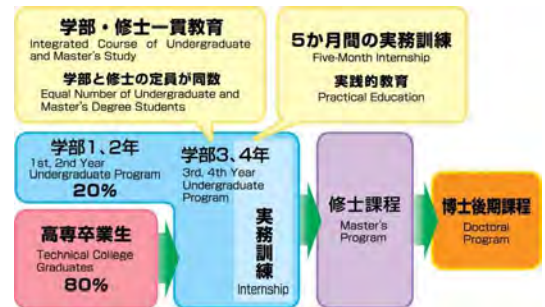 学部・修士一貫教育
Integrated Course of Undergraduate
and Master's Study
学部と修士の定員が同数
Equal Number of Undergraduate and
Master's Degree Students
5か月間の実務訓練
Five-Month Internship
実践的教育
Practical Education
学部1、2年
1st, 2nd Year
Undergraduate Program
20%
学部3、4年
3rd, 4th Year
Undergraduate
Program
実務訓練
Internship
高専卒業生
Technical College
Graduates
80%
修士課程
Master's
Program
博士後期課程
Doctoral
Program